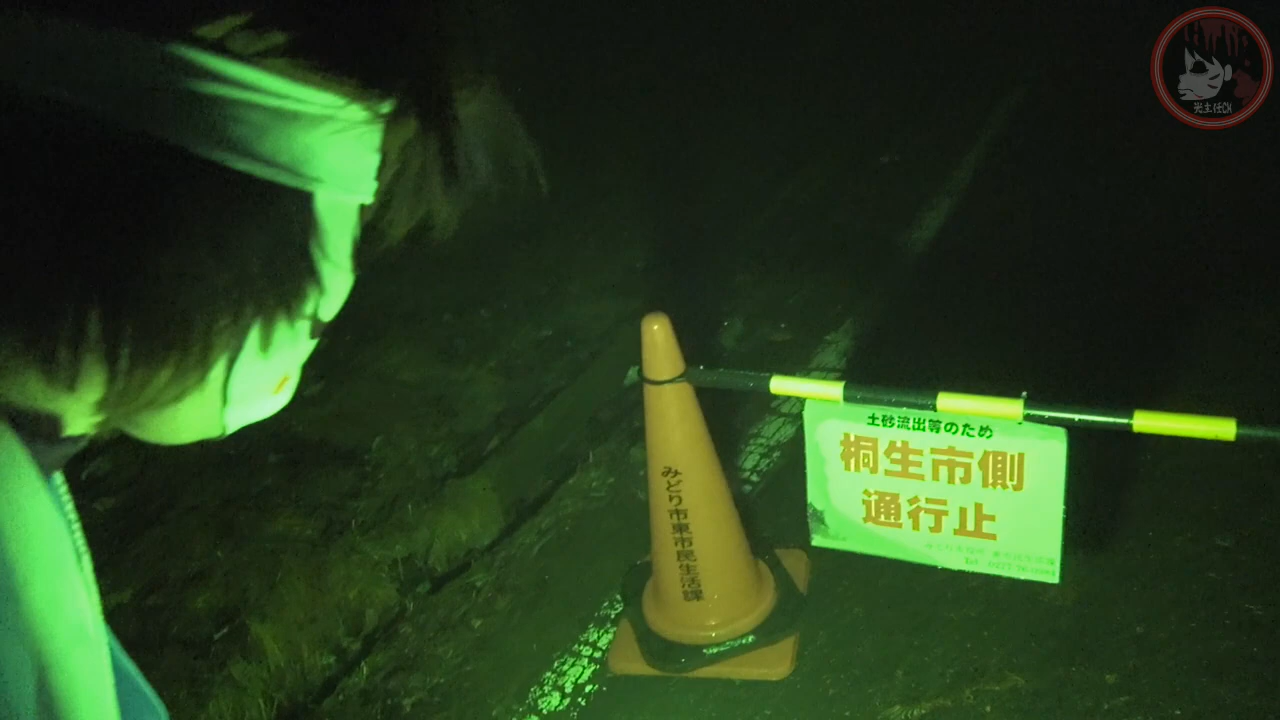 土砂流出等のため
桐生市側
通行止
みどり市東市民生活課